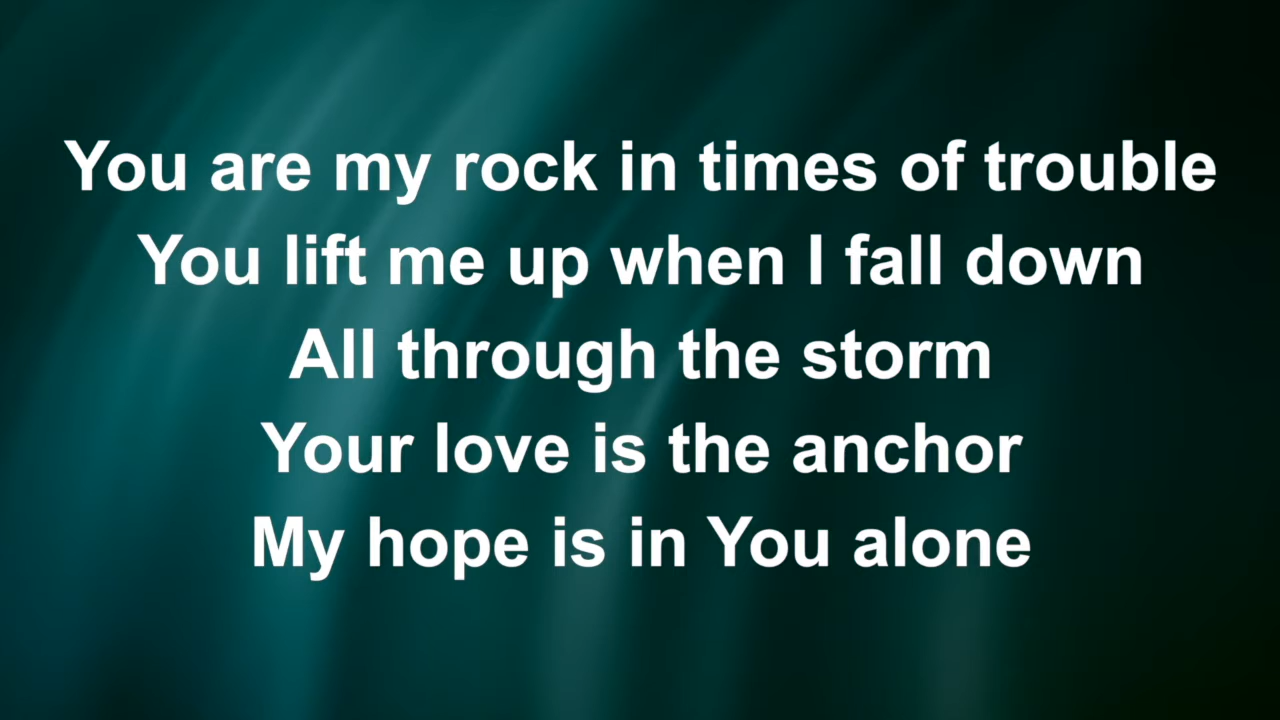 You are my rock in times of trouble
You lift me up when I fall down
All through the storm
Your love is the anchor
My hope is in You alone